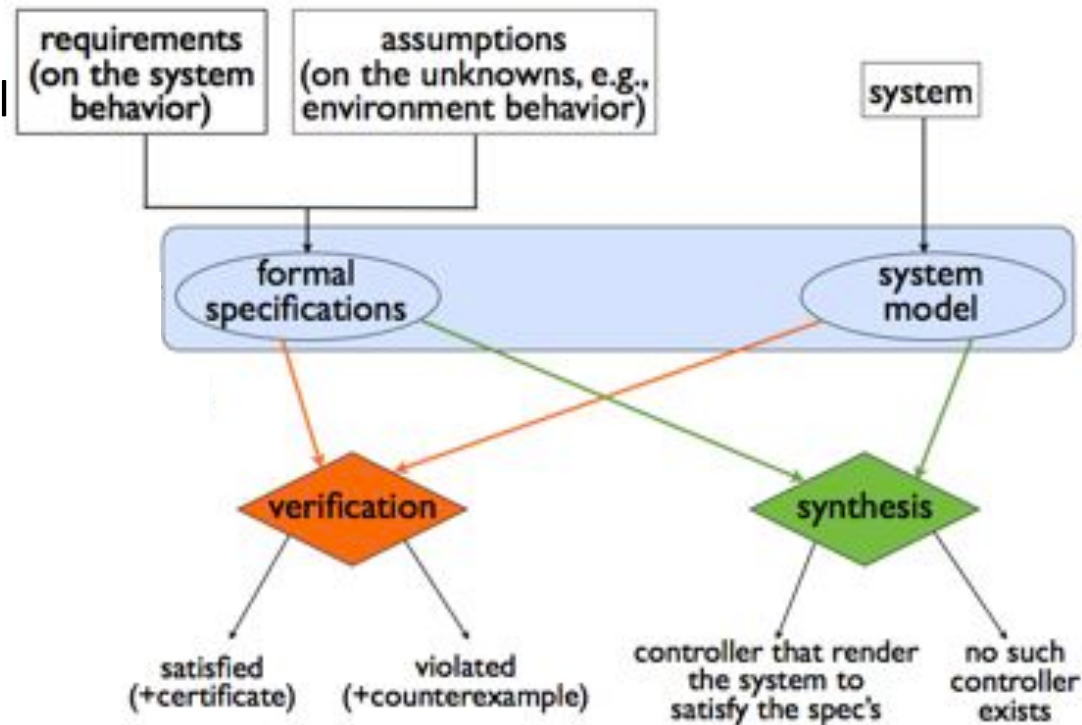 requirements
(on the system
behavior)
assumptions
(on the unknowns, e.g.,
environment behavior)
system
formal
specifications
system
model
verification
synthesis
satisfied
(+certificate)
violated
(+counterexample)
controller that render
the system to
satisfy the spec's
no such
controller
exists